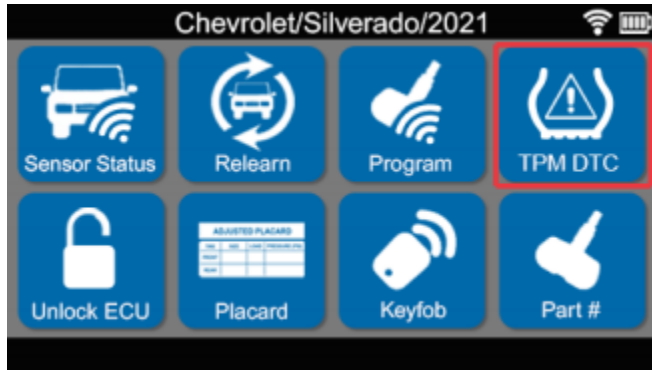 Chevrolet/Silverado/2021
Sensor Status
Relearn
Program
TPM DTC
Unlock ECU
ADJUSTED PLACARD
Placard
Keyfob
Part #